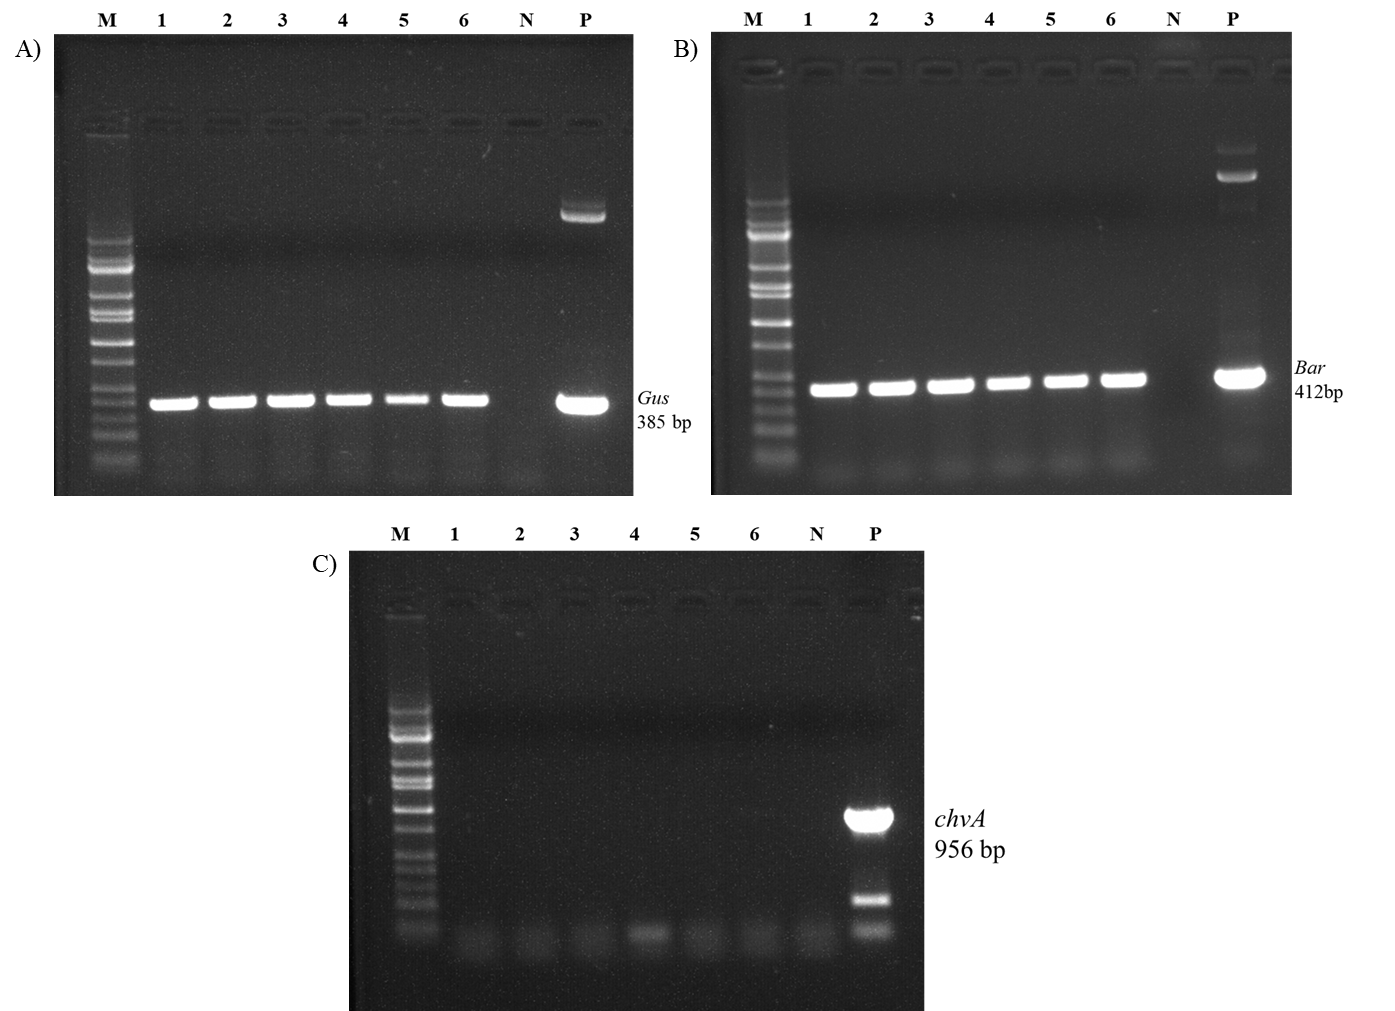 A)
M 1 2 3 4 5 6 N P
Gus
385 bp
B)
M 1 2 3 4 5 6 N P
Bar
412bp
C)
M 1 2 3 4 5 6 N P
chvA
956 bp